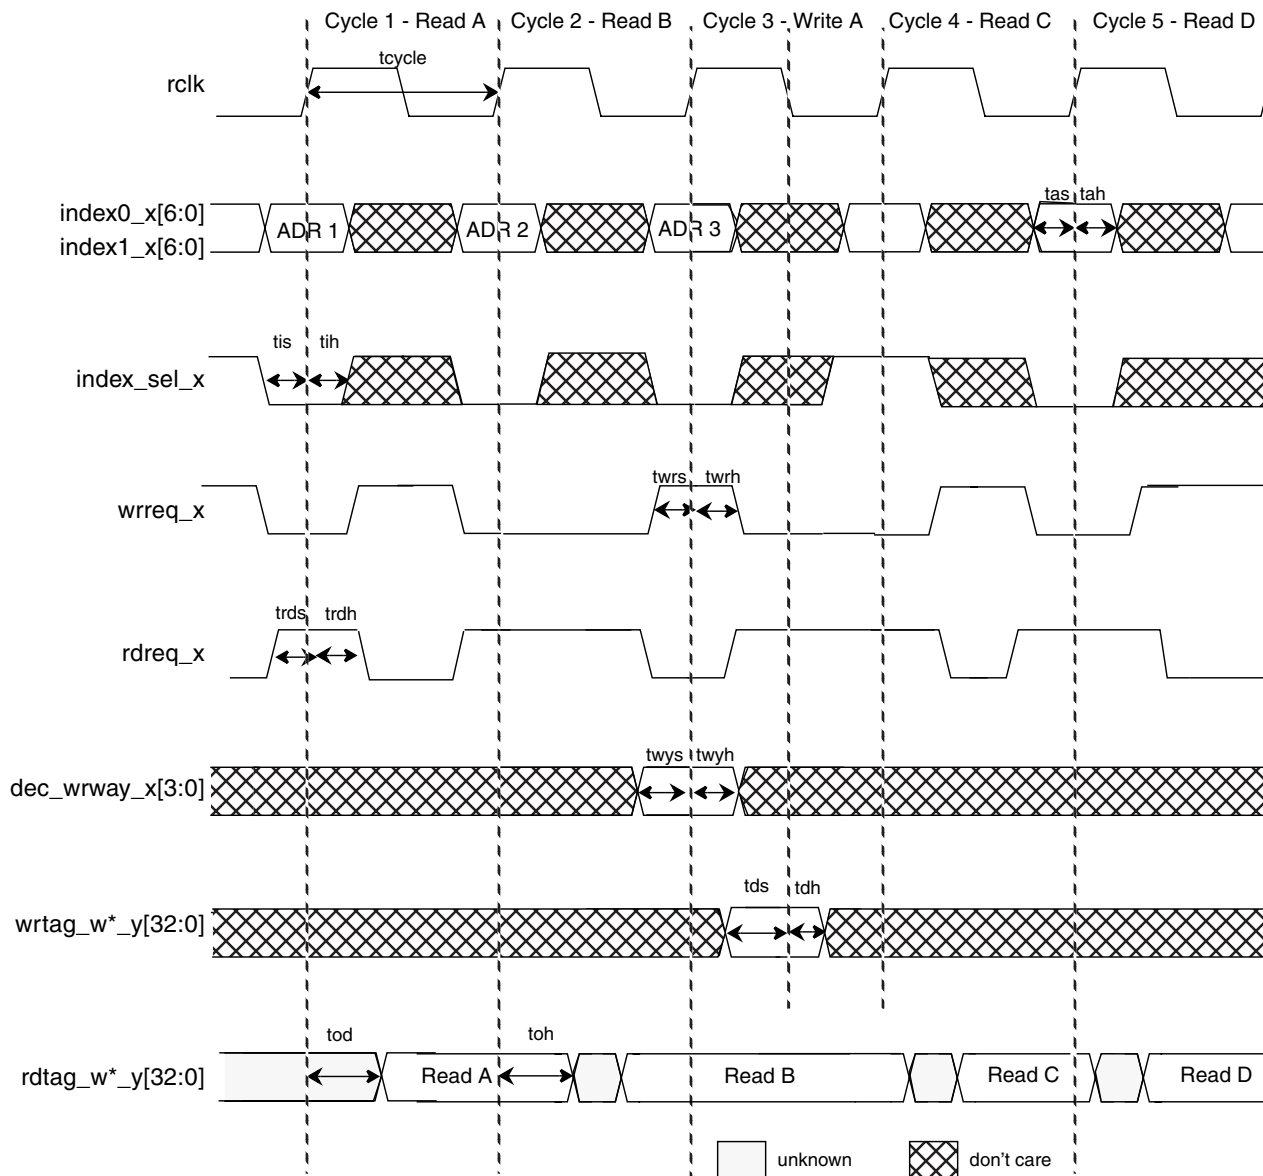 Cycle 1 - Read A Cycle 2 - Read B Cycle 3 - Write A Cycle 4 - Read C Cycle 5 - Read D
tcycle
rclk
tas tah
index0_x[6:0]
ADR 1 ADR 2 ADR 3
index1_x[6:0]
tis tih
index_sel_x
twrs twrh
wrreq_x
trds trdh
rdreq_x
twys twyh
dec_wrway_x[3:0]
tds tdh
wrtag_w*_y[32:0]
tod toh
rdtag_w*_y[32:0] Read A Read B Read C Read D
unknown don't care